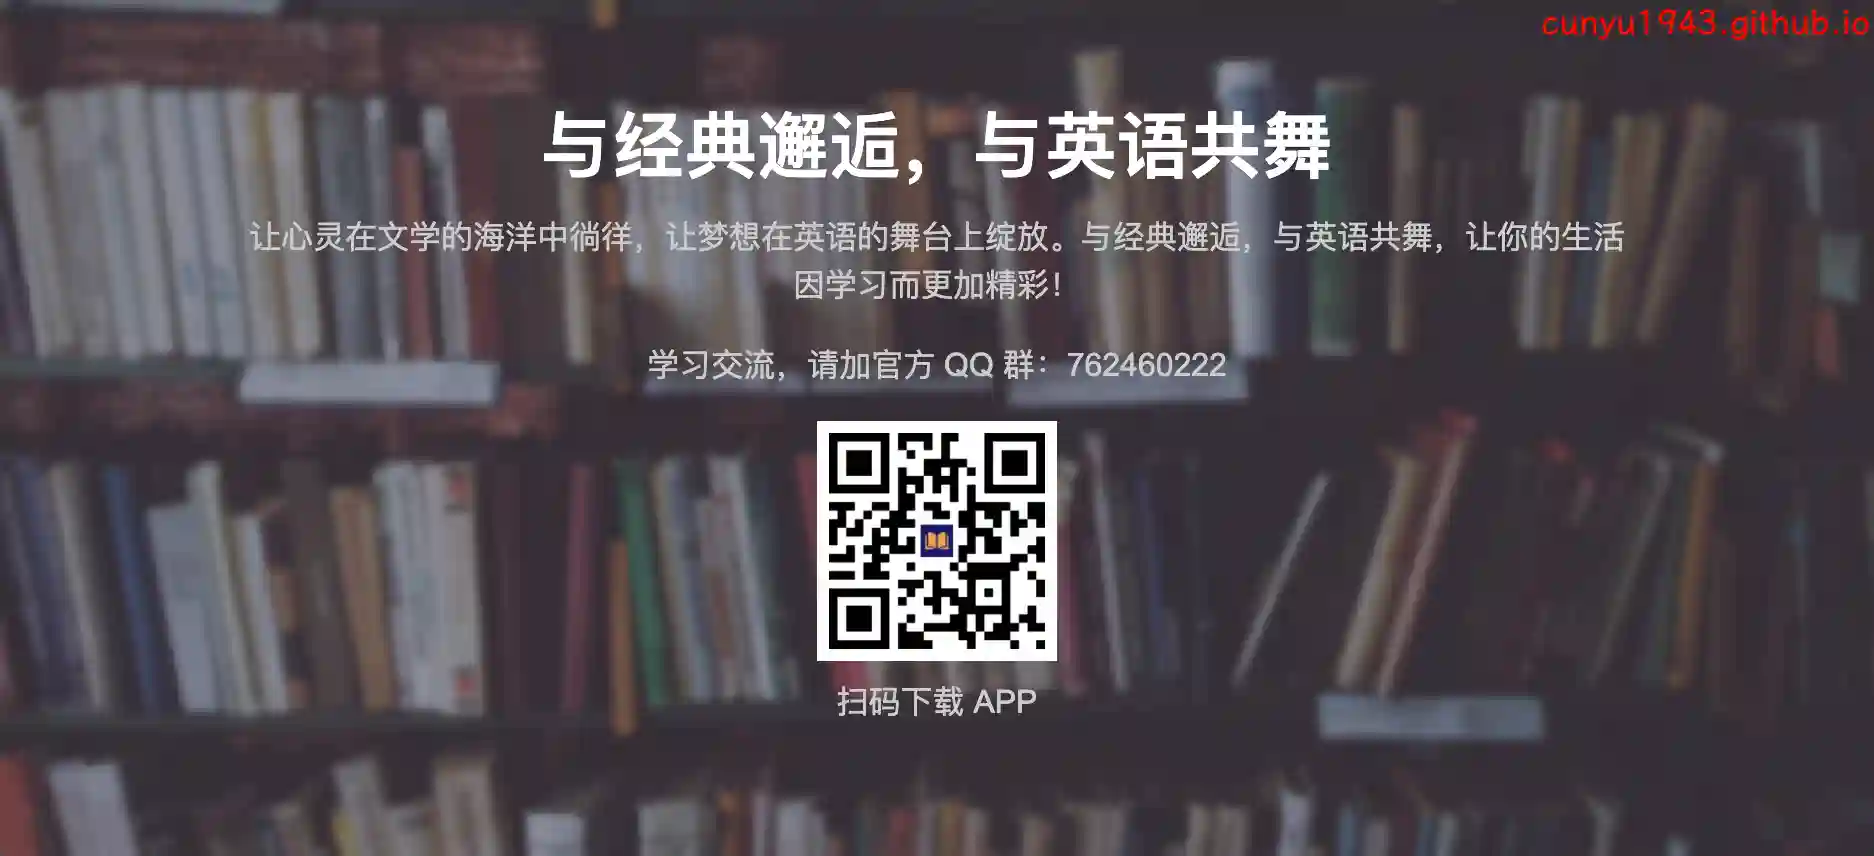 cunyu1943.github.io
与经典邂逅，与英语共舞
让心灵在文学的海洋中徜徉，让梦想在英语的舞台上绽放。与经典邂逅，与英语共舞，让你的生活
因学习而更加精彩！
学习交流，请加官方 QQ 群：762460222
扫码下载 APP